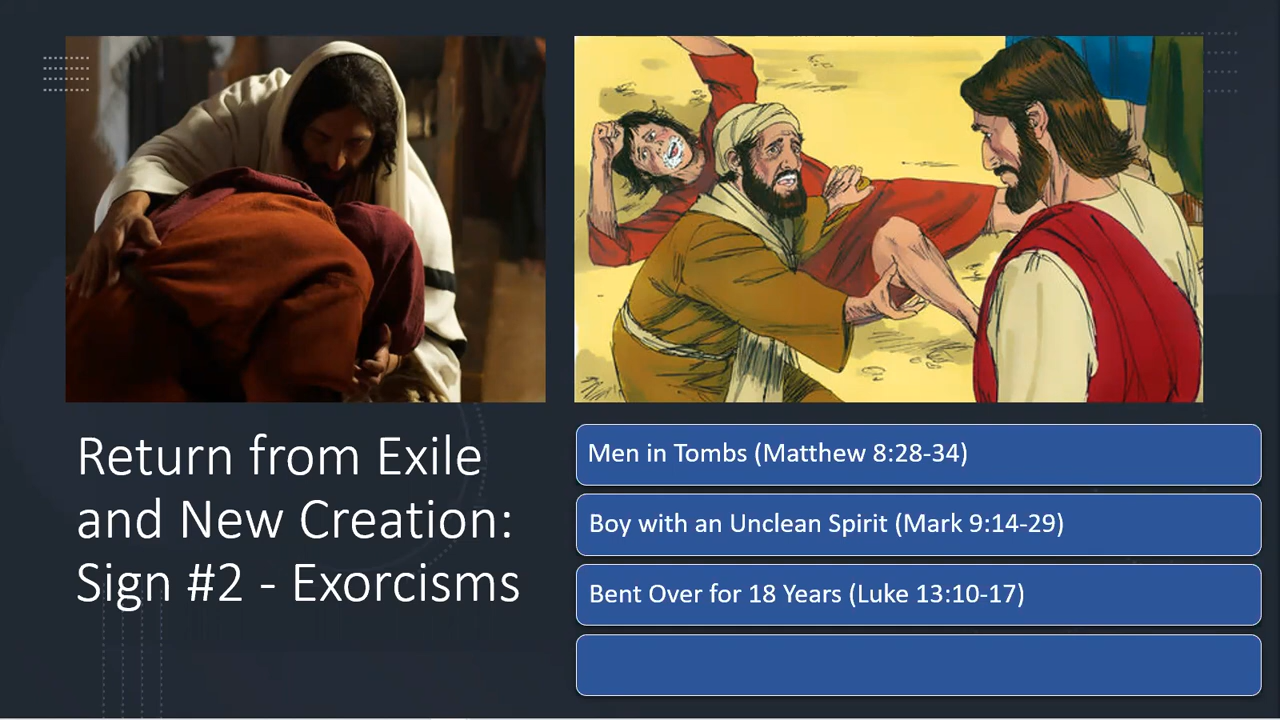 Return from Exile
and New Creation:
Sign #2 - Exorcisms
Men in Tombs (Matthew 8:28-34)
Boy with an Unclean Spirit (Mark 9:14-29)
Bent Over for 18 Years (Luke 13:10-17)